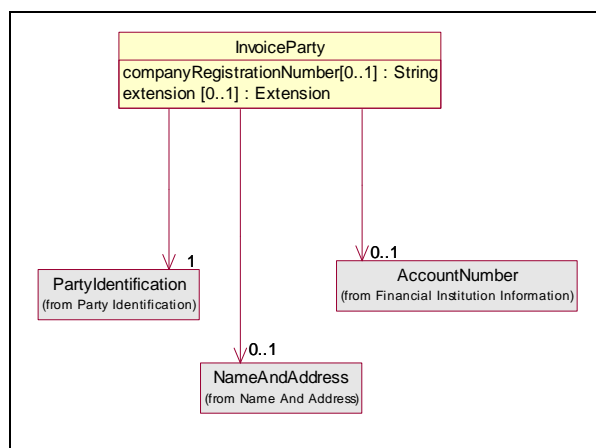 InvoiceParty
companyRegistrationNumber[0..1] : String
extension [0..1] : Extension
1
PartyIdentification
(from Party Identification)
0..1
AccountNumber
(from Financial Institution Information)
0..1
NameAndAddress
(from Name And Address)